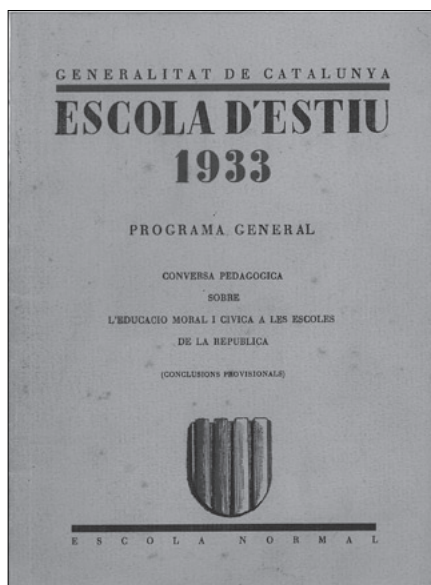 GENERALITAT DE CATALUNYA
ESCOLA D'ESTIU
1933
PROGRAMA GENERAL
CONVERSA PEDAGOGICA
SOBRE
L'EDUCACIO MORAL I CIVICA A LES ESCOLES
DE LA REPUBLICA
(CONCLUSIONS PROVISIONALS)
ESCOLA NORMAL